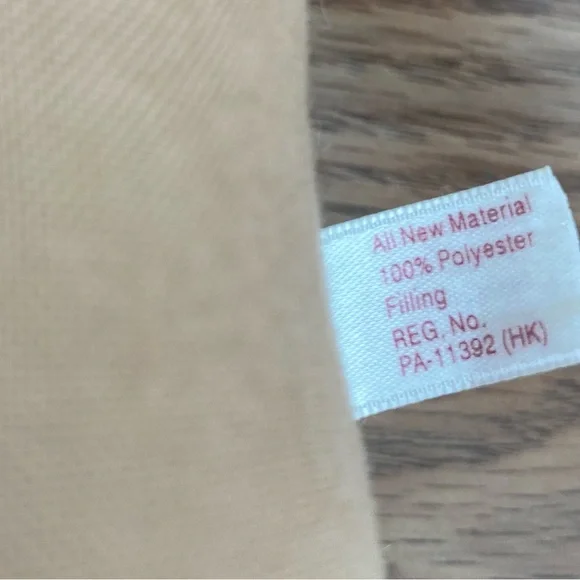 All New Material
100% Polyester
Filling
REG. No.
PA-11392 (HK)